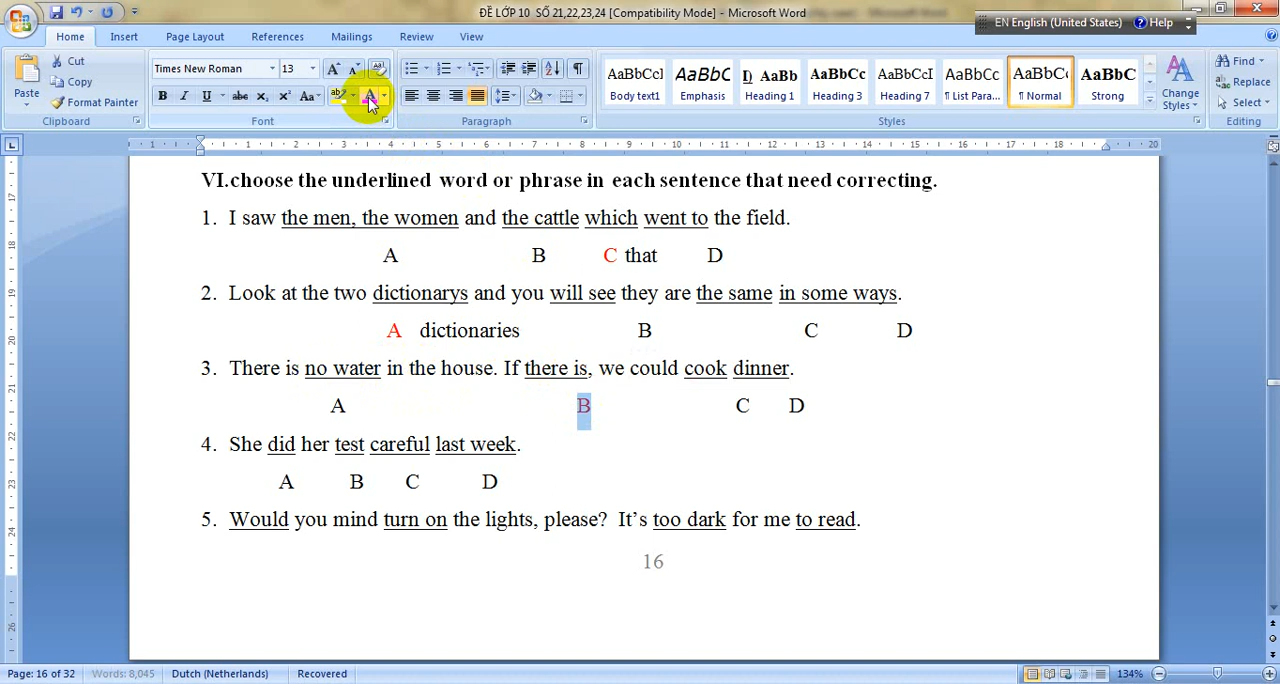 ĐỀ LỚP 10 SỐ 21,22,23,24 [Compatibility Mode] - Microsoft Word
EN English (United States) Help
Home Insert Page Layout References Mailings Review View
Cut
Copy
Format Painter
Paste
Clipboard
Times New Roman 13
Font
Paragraph
AaBbCcI AaBbC I) AaBb AaBbCc AaBbCcI AaBbCc AaBbCc AaBbC
Body text1 Emphasis Heading 1 Heading 3 Heading 7 ¶ List Para... ¶ Normal Strong
Change Styles
Styles
Find
Replace
Select
Editing
VI.choose the underlined word or phrase in each sentence that need correcting.
1. I saw the men, the women and the cattle which went to the field.
A B C that D
2. Look at the two dictionarys and you will see they are the same in some ways.
A dictionaries B C D
3. There is no water in the house. If there is, we could cook dinner.
A B C D
4. She did her test careful last week.
A B C D
5. Would you mind turn on the lights, please? It’s too dark for me to read.
16
Page: 16 of 32 Words: 8,045 Dutch (Netherlands) Recovered 134%